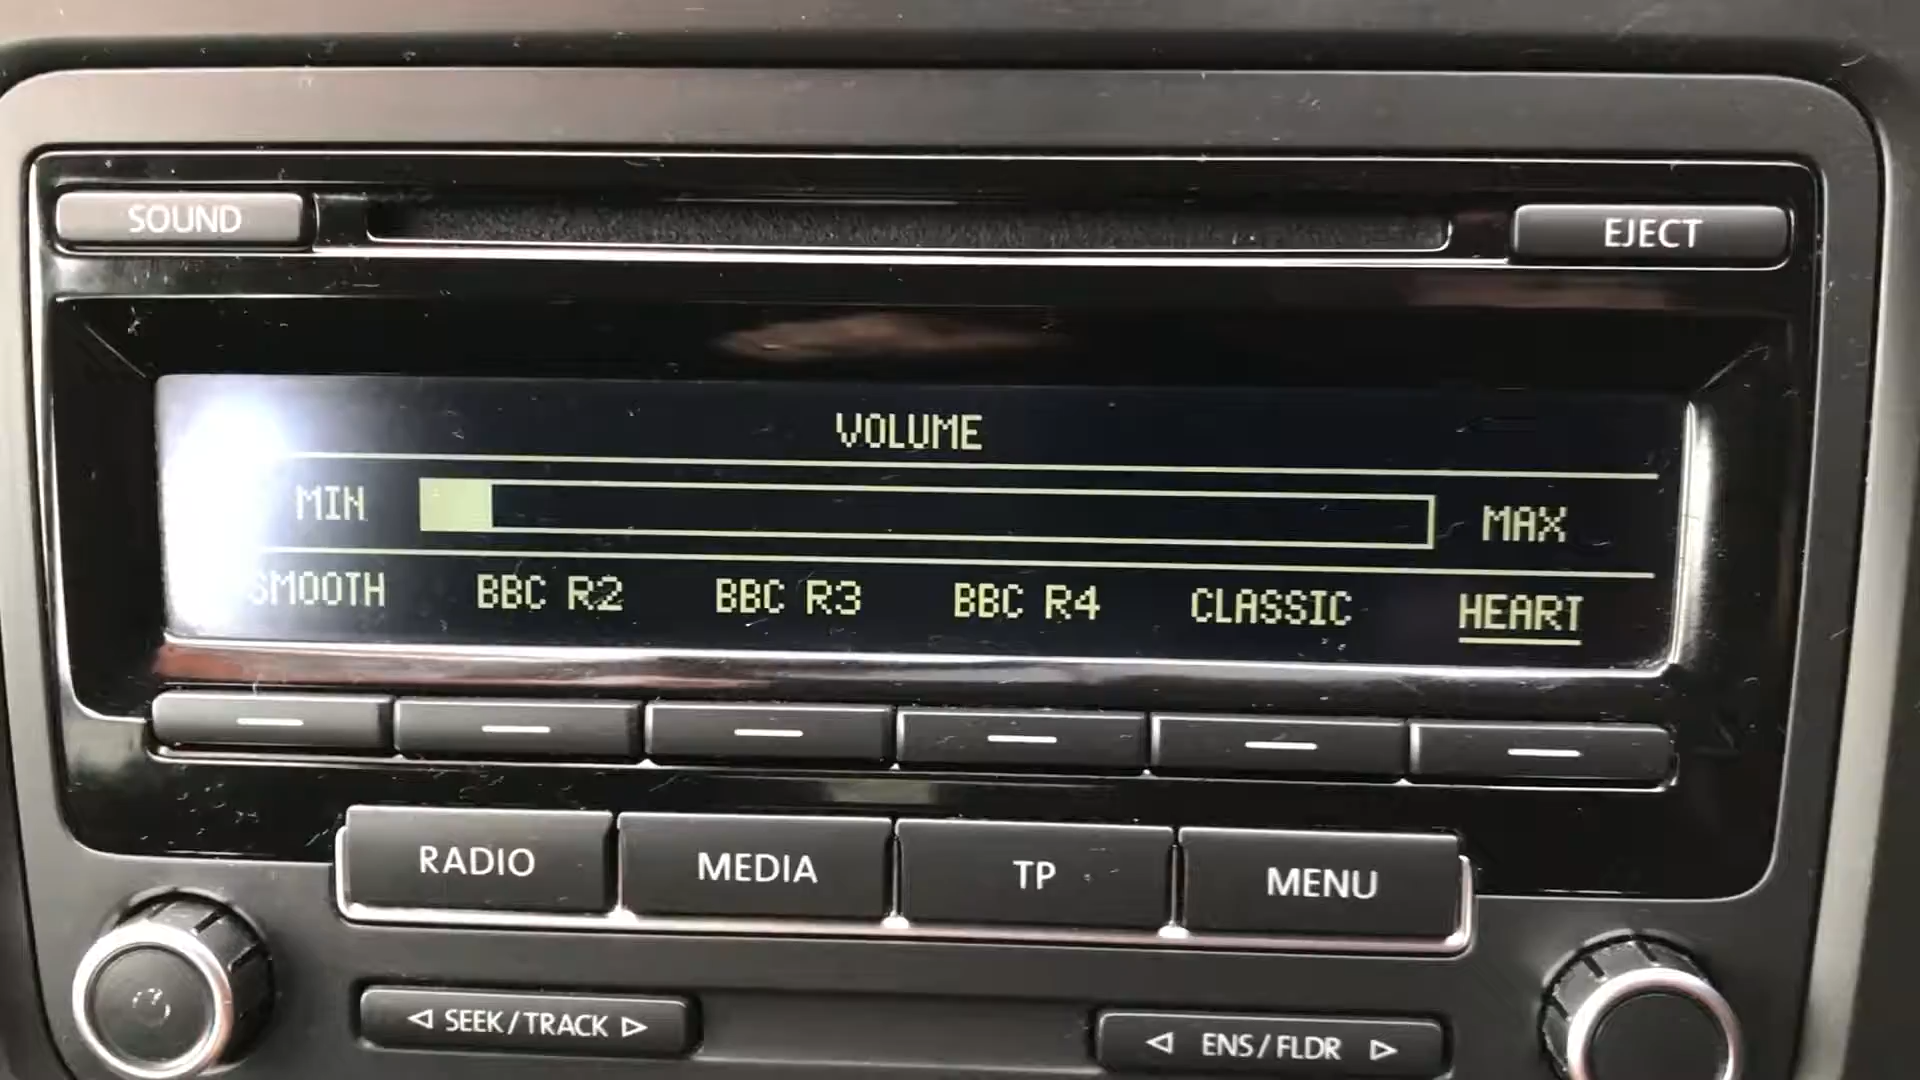 SOUND EJECT
VOLUME
MIN MAX
SMOOTH BBC R2 BBC R3 BBC R4 CLASSIC HEART
RADIO MEDIA TP MENU
SEEK/TRACK ENS/FLDR